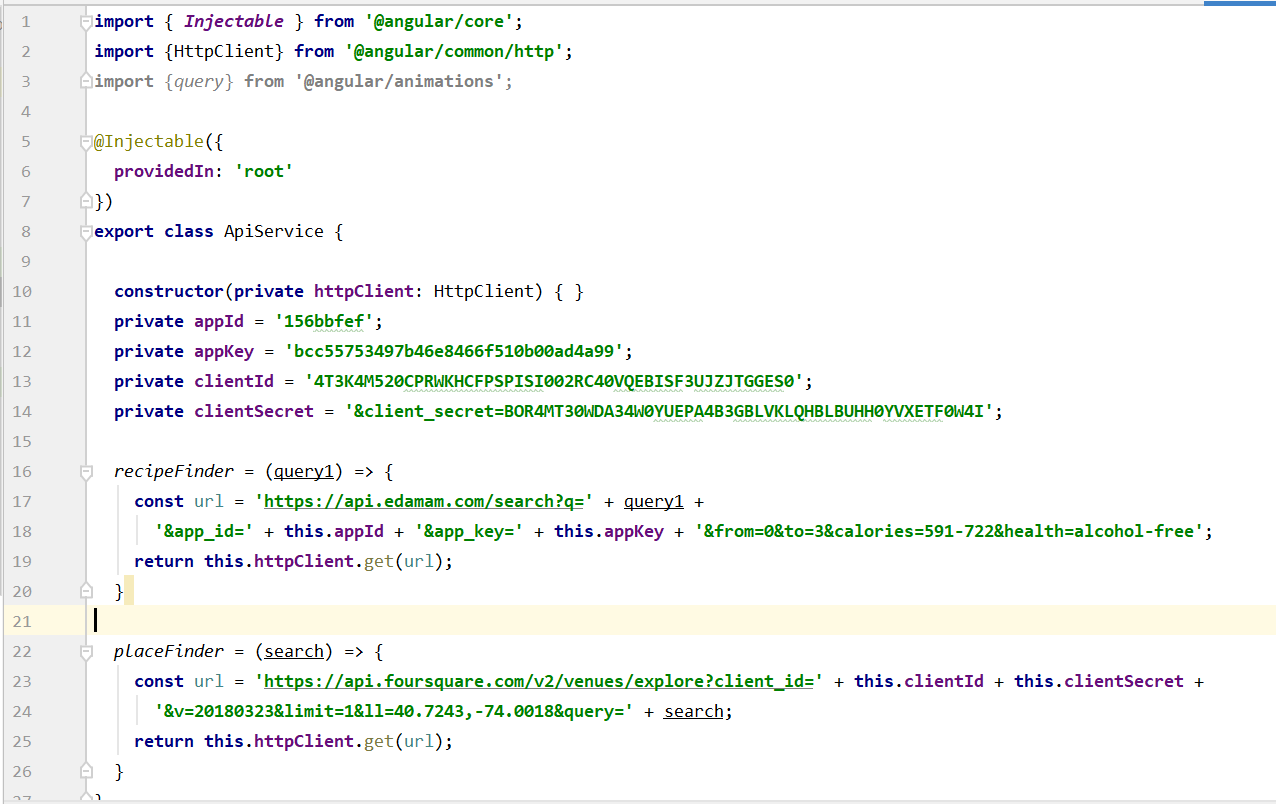 1 import { Injectable } from '@angular/core';
2 import {HttpClient} from '@angular/common/http';
3 import {query} from '@angular/animations';
4
5 @Injectable({
6 providedIn: 'root'
7 })
8 export class ApiService {
9
10 constructor(private httpClient: HttpClient) { }
11 private appId = '156bbfef';
12 private appKey = 'bcc55753497b46e8466f510b00ad4a99';
13 private clientId = '4T3K4M520CPRWKHCFPSPISI002RC40VQEBISF3UJZJTGGES0';
14 private clientSecret = '&client_secret=BOR4MT30WDA34W0YUEPA4B3GBLVKLQHBLBUHH0YVXETF0W4I';
15
16 recipeFinder = (query1) => {
17 const url = 'https://api.edamam.com/search?q=' + query1 +
18 '&app_id=' + this.appId + '&app_key=' + this.appKey + '&from=0&to=3&calories=591-722&health=alcohol-free';
19 return this.httpClient.get(url);
20 }
21
22 placeFinder = (search) => {
23 const url = 'https://api.foursquare.com/v2/venues/explore?client_id=' + this.clientId + this.clientSecret +
24 '&v=20180323&limit=1&ll=40.7243,-74.0018&query=' + search;
25 return this.httpClient.get(url);
26 }
27 }